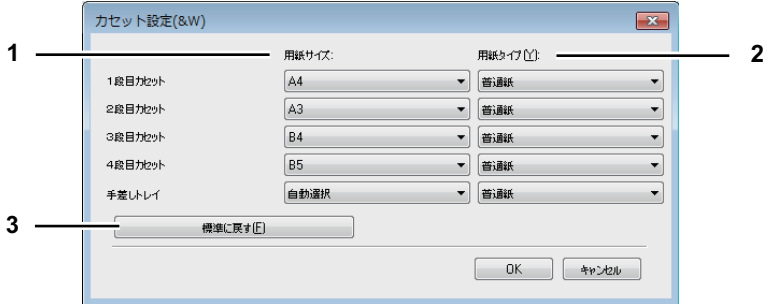 カセット設定(&W)
1 用紙サイズ: 用紙タイプ(Y): 2
1段目カセット A4 普通紙
2段目カセット A3 普通紙
3段目カセット B4 普通紙
4段目カセット B5 普通紙
手差しトレイ 自動選択 普通紙
3 標準に戻す(F)
OK キャンセル